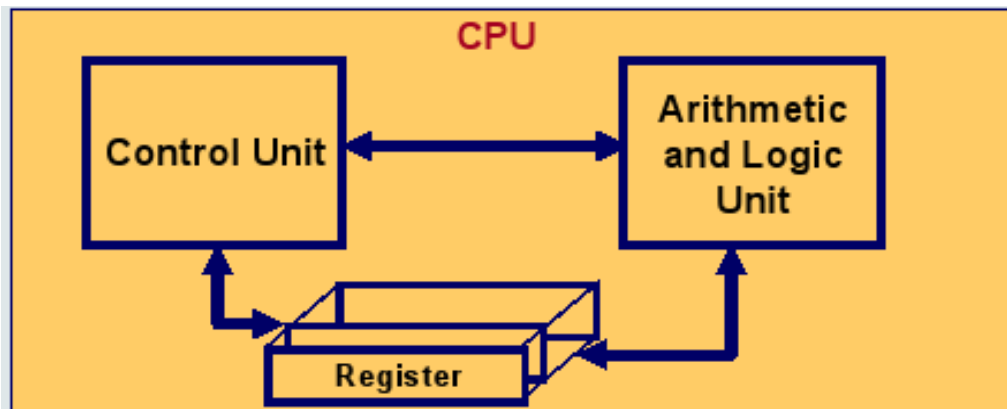 CPU
Control Unit
Arithmetic
and Logic
Unit
Register